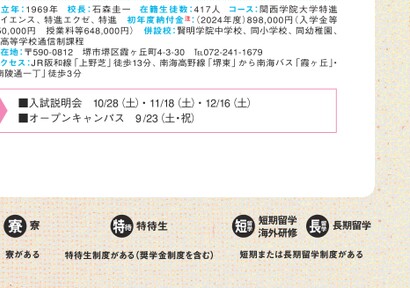 立年:1969年　校長:石森圭一　在籍生徒数:417人　コース:関西学院大学特進
イエンス、特進エクゼ、特進　初年度納付金注:(2024年度)898,000円(入学金等
50,000円　授業料等648,000円)　併設校:賢明学院中学校、同小学校、同幼稚園、
高等学校通信制課程
在地:〒590-0812　堺市堺区霞ヶ丘町4-3-30　℡072-241-1679
クセス:JR阪和線「上野芝」徒歩13分、南海高野線「堺東」から南海バス「霞ヶ丘」・
南陵通一丁」徒歩3分
■入試説明会　10/28(土)・11/18(土)・12/16(土)
■オープンキャンパス　9/23(土・祝)
寮　寮
特待　特待生
短留学　短期留学
海外研修
長留学　長期留学
寮がある
特待生制度がある(奨学金制度を含む)
短期または長期留学制度がある